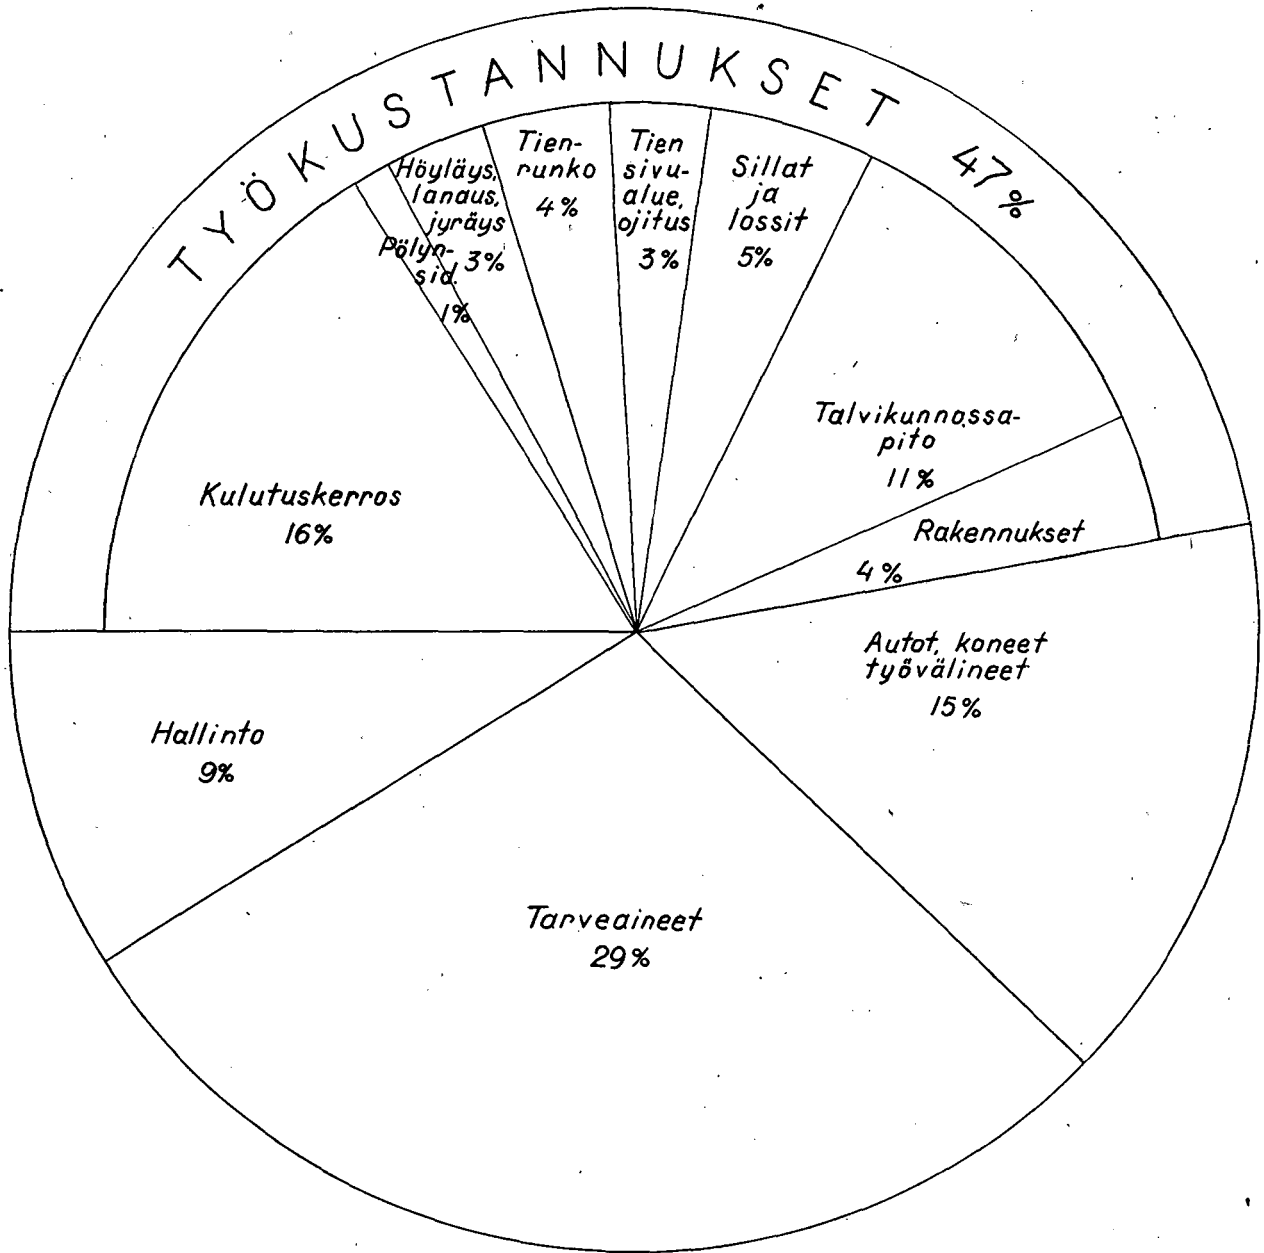 TYÖKUSTANNUKSET 47%
Kulutuskerros
16%
Pölyn-
sid.
1%
Höyläys,
lanaus,
jyräys
3%
Tien-
runko
4%
Tien
sivu-
alue,
ojitus
3%
Sillat
ja
lossit
5%
Talvikunnossa-
pito
11%
Rakennukset
4%
Autot, koneet
työvälineet
15%
Hallinto
9%
Tarveaineet
29%